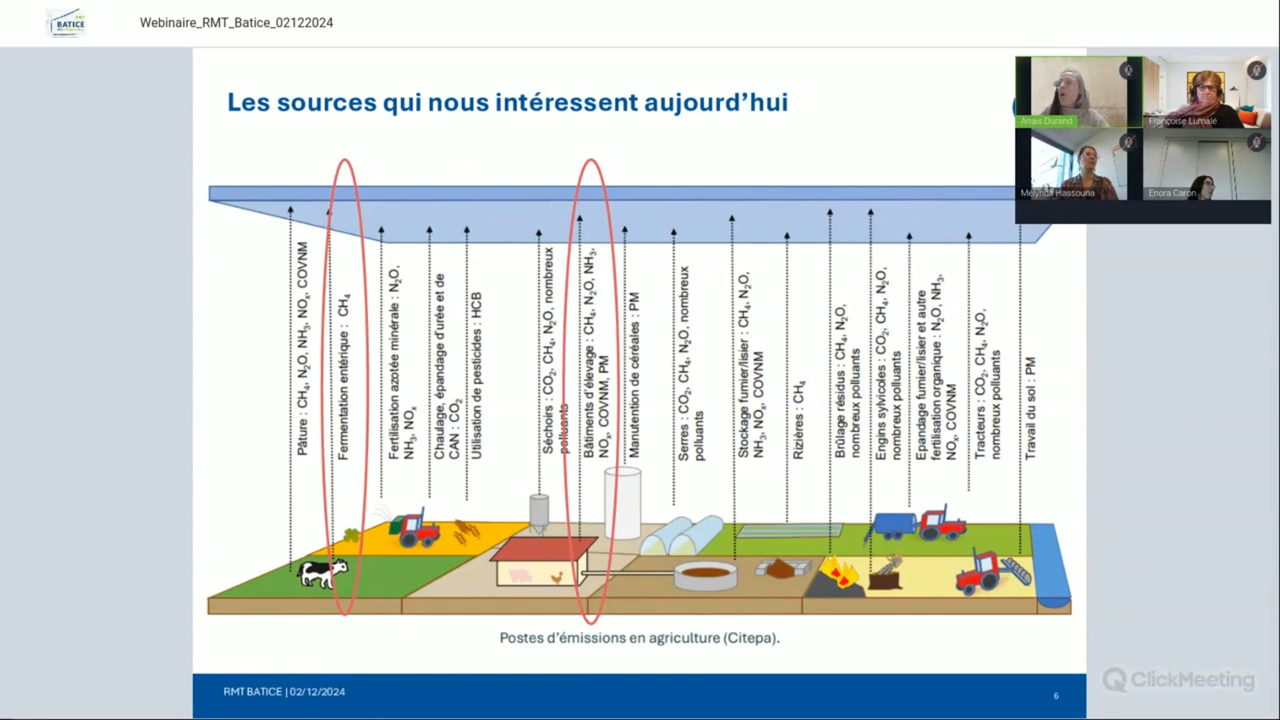 BATICE
Webinaire_RMT_Batice_02122024
Les sources qui nous intéressent aujourd’hui
Anais Durand
Françoise Lumalé
Melynda Hassouna
Enora Caron
Pâture : CH₄, N₂O, NH₃, NOₓ, COVNM
Fermentation entérique : CH₄
Fertilisation azotée minérale : N₂O,
NH₃, NOₓ
Chaulage, épandage d’urée et de
CAN : CO₂
Utilisation de pesticides : HCB
Séchoirs : CO₂, CH₄, N₂O, nombreux
polluants
Bâtiments d’élevage : CH₄, N₂O, NH₃,
NOₓ, COVNM, PM
Manutention de céréales : PM
Serres : CO₂, CH₄, N₂O, nombreux
polluants
Stockage fumier/lisier : CH₄, N₂O,
NH₃, NOₓ, COVNM
Rizières : CH₄
Brûlage résidus : CH₄, N₂O,
nombreux polluants
Engins sylvicoles : CO₂, CH₄, N₂O,
nombreux polluants
Epandage fumier/lisier et autre
fertilisation organique : N₂O, NH₃,
NOₓ, COVNM
Tracteurs : CO₂, CH₄, N₂O,
nombreux polluants
Travail du sol : PM
Postes d’émissions en agriculture (Citepa).
RMT BATICE | 02/12/2024
6
ClickMeeting